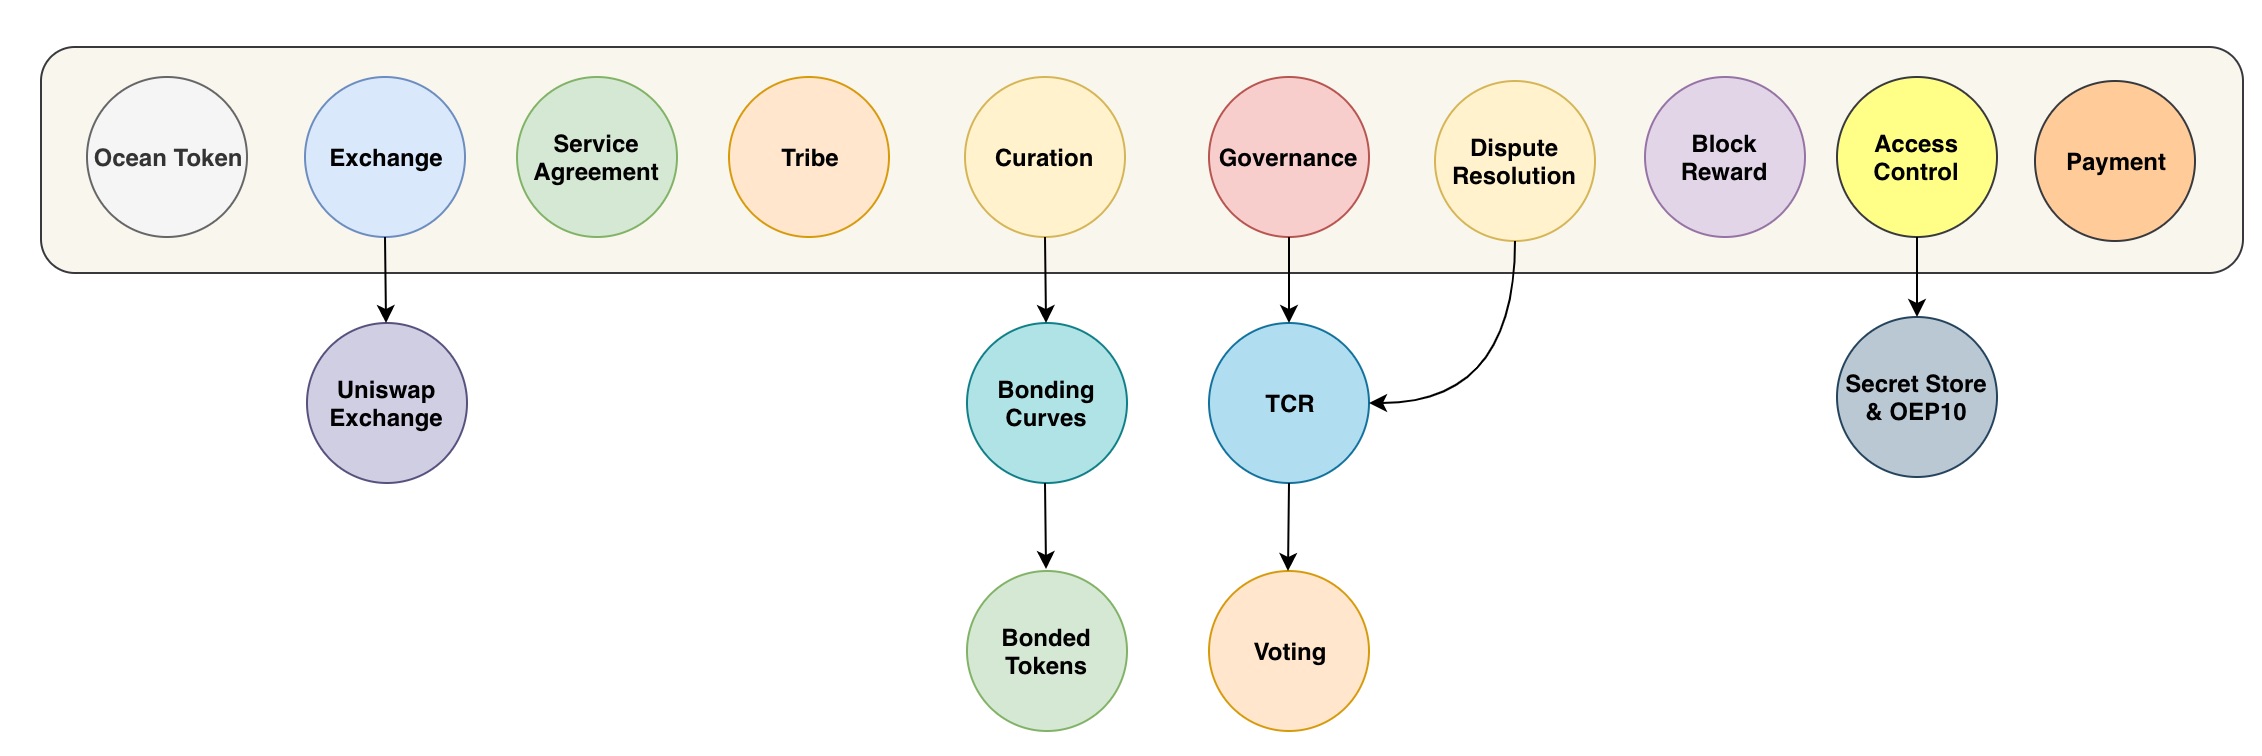 Ocean Token
Exchange
Service
Agreement
Tribe
Curation
Governance
Dispute
Resolution
Block
Reward
Access
Control
Payment
Uniswap
Exchange
Bonding
Curves
TCR
Secret Store
& OEP10
Bonded
Tokens
Voting